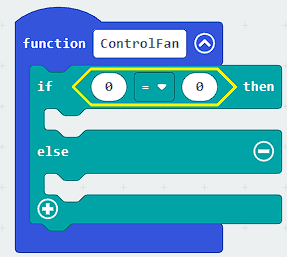 function ControlFan
if 0 = 0 then
else